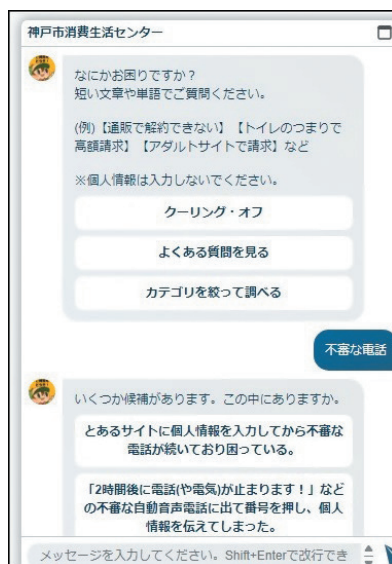 神戸市消費生活センター
なにかお困りですか？
短い文章や単語でご質問ください。
(例)【通販で解約できない】【トイレのつまりで
高額請求】【アダルトサイトで請求】など
※個人情報は入力しないでください。
クーリング・オフ
よくある質問を見る
カテゴリを絞って調べる
不審な電話
いくつか候補があります。この中にありますか。
とあるサイトに個人情報を入力してから不審な
電話が続いており困っている。
「2時間後に電話(や電気)が止まります！」など
の不審な自動音声電話に出て番号を押し、個人
情報を伝えてしまった。
メッセージを入力してください。Shift+Enterで改行でき